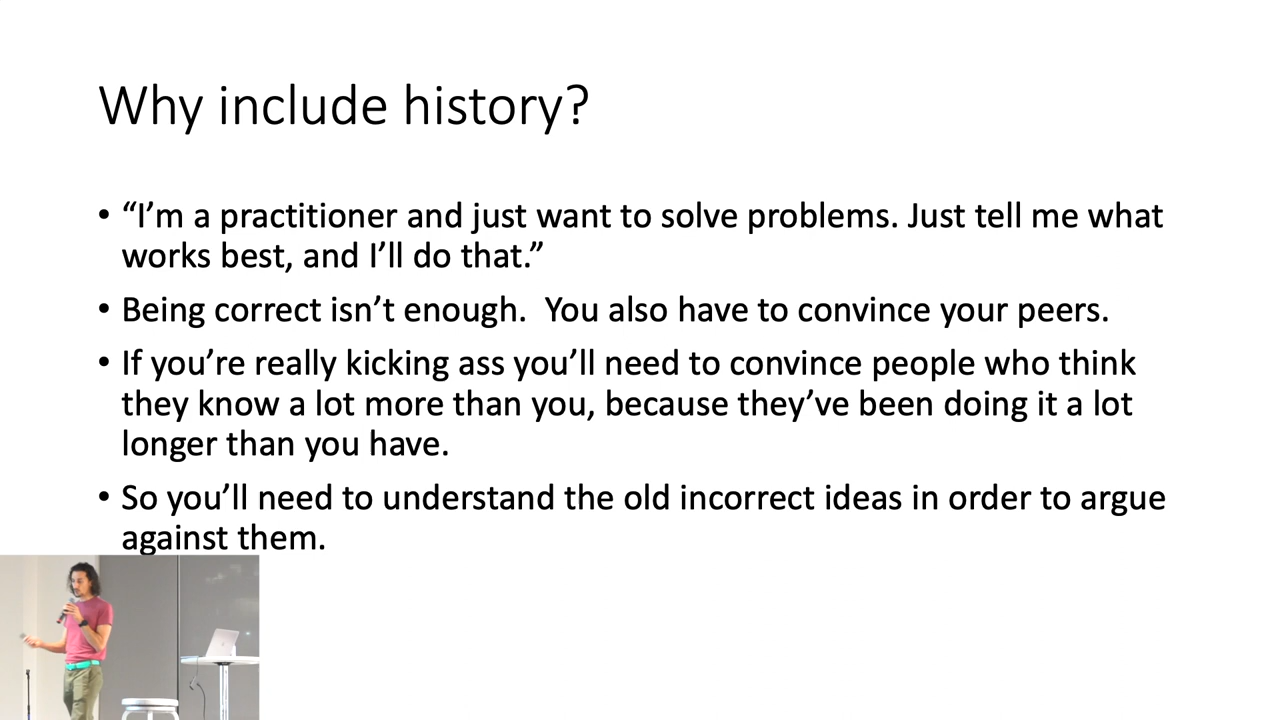 Why include history?
• “I’m a practitioner and just want to solve problems. Just tell me what
works best, and I’ll do that.”
• Being correct isn’t enough.  You also have to convince your peers.
• If you’re really kicking ass you’ll need to convince people who think
they know a lot more than you, because they’ve been doing it a lot
longer than you have.
• So you’ll need to understand the old incorrect ideas in order to argue
against them.